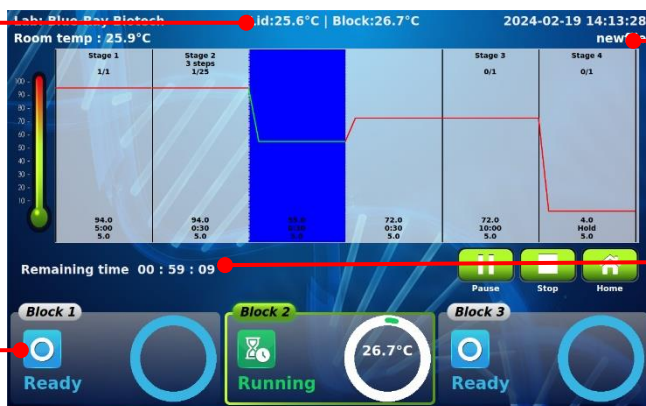 Lab: Blue-Ray Biotech
Lid:25.6°C | Block:26.7°C
2024-02-19 14:13:28
Room temp : 25.9°C
newfile
Stage 1
1/1
Stage 2
3 steps
1/25
Stage 3
0/1
Stage 4
0/1
100
90
80
70
60
50
40
30
20
10
94.0
5:00
5.0
94.0
0:30
5.0
72.0
0:30
5.0
72.0
10:00
5.0
4.0
Hold
5.0
Remaining time 00 : 59 : 09
Pause
Stop
Home
Block 1
Ready
Block 2
Running
26.7°C
Block 3
Ready